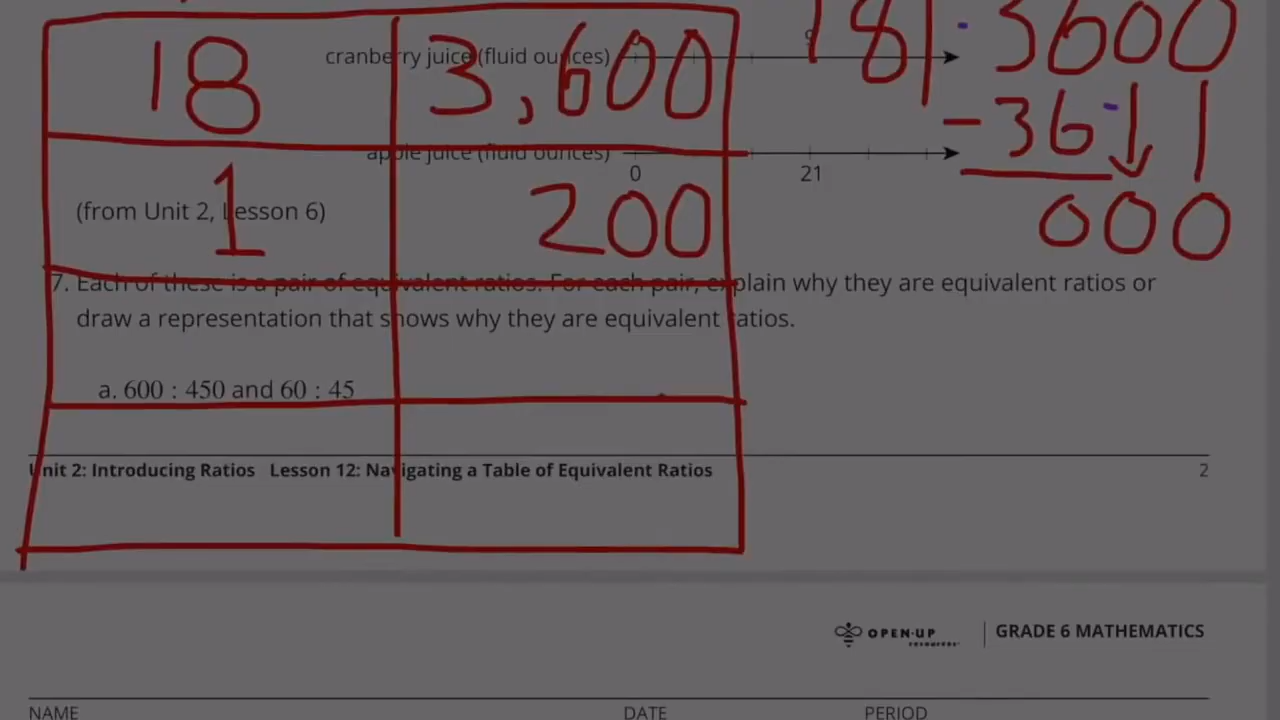 18 3,600
1 200
18 3600
-36
000
cranberry juice (fluid ounces)
apple juice (fluid ounces)
0 21
(from Unit 2, Lesson 6)
7. Each of these is a pair of equivalent ratios. For each pair, explain why they are equivalent ratios or
draw a representation that shows why they are equivalent ratios.
a. 600 : 450 and 60 : 45
Unit 2: Introducing Ratios Lesson 12: Navigating a Table of Equivalent Ratios 2
OPEN-UP RESOURCES GRADE 6 MATHEMATICS
NAME DATE PERIOD